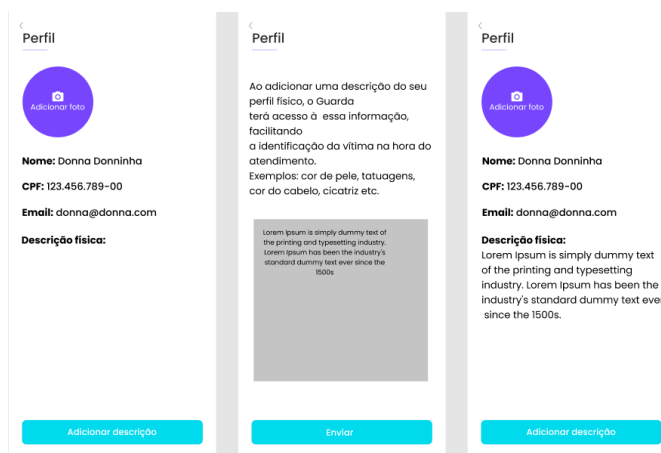 Perfil
Adicionar foto
Nome: Donna Donninha
CPF: 123.456.789-00
Email: donna@donna.com
Descrição física:
Adicionar descrição
Perfil
Ao adicionar uma descrição do seu
perfil físico, o Guarda
terá acesso à essa informação,
facilitando
a identificação da vítima na hora do
atendimento.
Exemplos: cor de pele, tatuagens,
cor do cabelo, cicatriz etc.
Lorem Ipsum is simply dummy text of
the printing and typesetting industry.
Lorem Ipsum has been the industry's
standard dummy text ever since the
1500s
Enviar
Perfil
Adicionar foto
Nome: Donna Donninha
CPF: 123.456.789-00
Email: donna@donna.com
Descrição física:
Lorem Ipsum is simply dummy text
of the printing and typesetting
industry. Lorem Ipsum has been the
industry's standard dummy text ever
since the 1500s.
Adicionar descrição